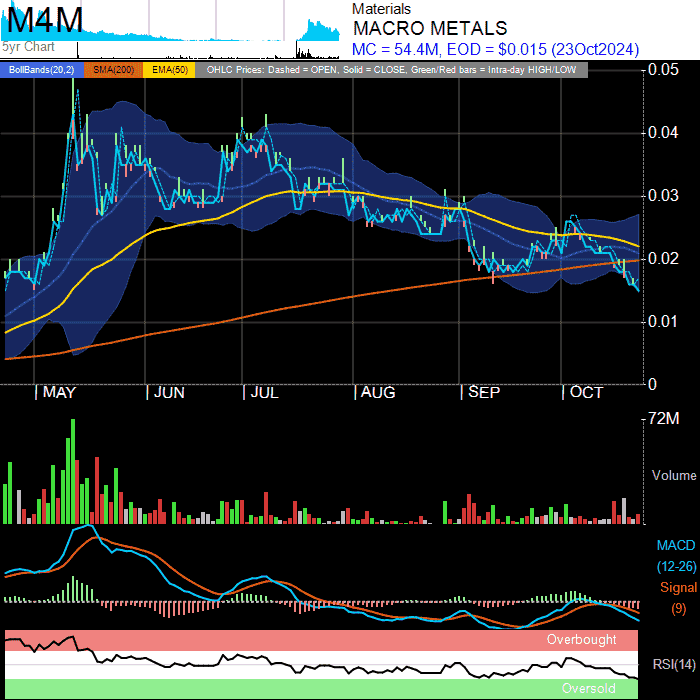 M4M
Materials
MACRO METALS
MC = 54.4M, EOD = $0.015 (23Oct2024)
5yr Chart
BollBands(20,2) SMA(200) EMA(50) OHLC Prices: Dashed = OPEN, Solid = CLOSE, Green/Red bars = Intra-day HIGH/LOW
0.05
0.04
0.03
0.02
0.01
0
MAY JUN JUL AUG SEP OCT
72M
Volume
MACD
(12-26)
Signal
(9)
Overbought
RSI(14)
Oversold